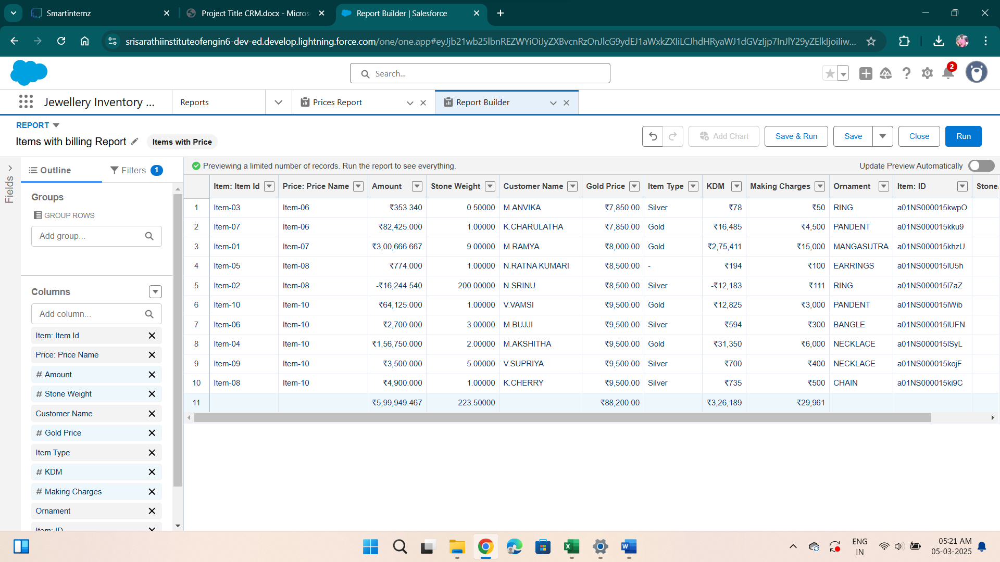 Smartinternz
Project Title CRM.docx - Micros
Report Builder | Salesforce
srisarathiinstituteofengin6-dev-ed.develop.lightning.force.com/one/one.app#eyJjb21wb25lbnREZWYiOiJyZXBvcnRzOnJlcG9ydEJ1aWxkZXIiLCJhdHRyaWJ1dGVzIjp7InJlY29yZElkIjoiIiw...
Search...
2
Jewellery Inventory ...
Reports
Prices Report
Report Builder
REPORT
Items with billing Report
Items with Price
Add Chart
Save & Run
Save
Close
Run
Fields
Outline
Filters 1
Previewing a limited number of records. Run the report to see everything.
Update Preview Automatically
Groups
GROUP ROWS
Add group...
Columns
Add column...
Item: Item Id
Price: Price Name
# Amount
# Stone Weight
Customer Name
# Gold Price
Item Type
# KDM
# Making Charges
Ornament
Item: ID
Item: Item Id Price: Price Name Amount Stone Weight Customer Name Gold Price Item Type KDM Making Charges Ornament Item: ID Stone
1 Item-03 Item-06 ₹353.340 0.50000 M.ANVIKA ₹7,850.00 Silver ₹78 ₹50 RING a01NS000015kwpO
2 Item-07 Item-06 ₹82,425.000 1.00000 K.CHARULATHA ₹7,850.00 Gold ₹16,485 ₹4,500 PANDENT a01NS000015kku9
3 Item-01 Item-07 ₹3,00,666.667 9.00000 M.RAMYA ₹8,000.00 Gold ₹2,75,411 ₹15,000 MANGASUTRA a01NS000015khzU
4 Item-05 Item-08 ₹774.000 1.00000 N.RATNA KUMARI ₹8,500.00 - ₹194 ₹100 EARRINGS a01NS000015lU5h
5 Item-02 Item-08 -₹16,244.540 200.00000 N.SRINU ₹8,500.00 Silver -₹12,183 ₹111 RING a01NS000015l7aZ
6 Item-10 Item-10 ₹64,125.000 1.00000 V.VAMSI ₹9,500.00 Gold ₹12,825 ₹3,000 PANDENT a01NS000015lWib
7 Item-06 Item-10 ₹2,700.000 3.00000 M.BUJJI ₹9,500.00 Silver ₹594 ₹300 BANGLE a01NS000015lUFN
8 Item-04 Item-10 ₹1,56,750.000 2.00000 M.AKSHITHA ₹9,500.00 Gold ₹31,350 ₹6,000 NECKLACE a01NS000015lSyL
9 Item-09 Item-10 ₹3,500.000 5.00000 V.SUPRIYA ₹9,500.00 Silver ₹700 ₹400 NECKLACE a01NS000015kojF
10 Item-08 Item-10 ₹4,900.000 1.00000 K.CHERRY ₹9,500.00 Silver ₹735 ₹500 CHAIN a01NS000015ki9C
11 ₹5,99,949.467 223.50000 ₹88,200.00 ₹3,26,189 ₹29,961
ENG
IN
05:21 AM
05-03-2025